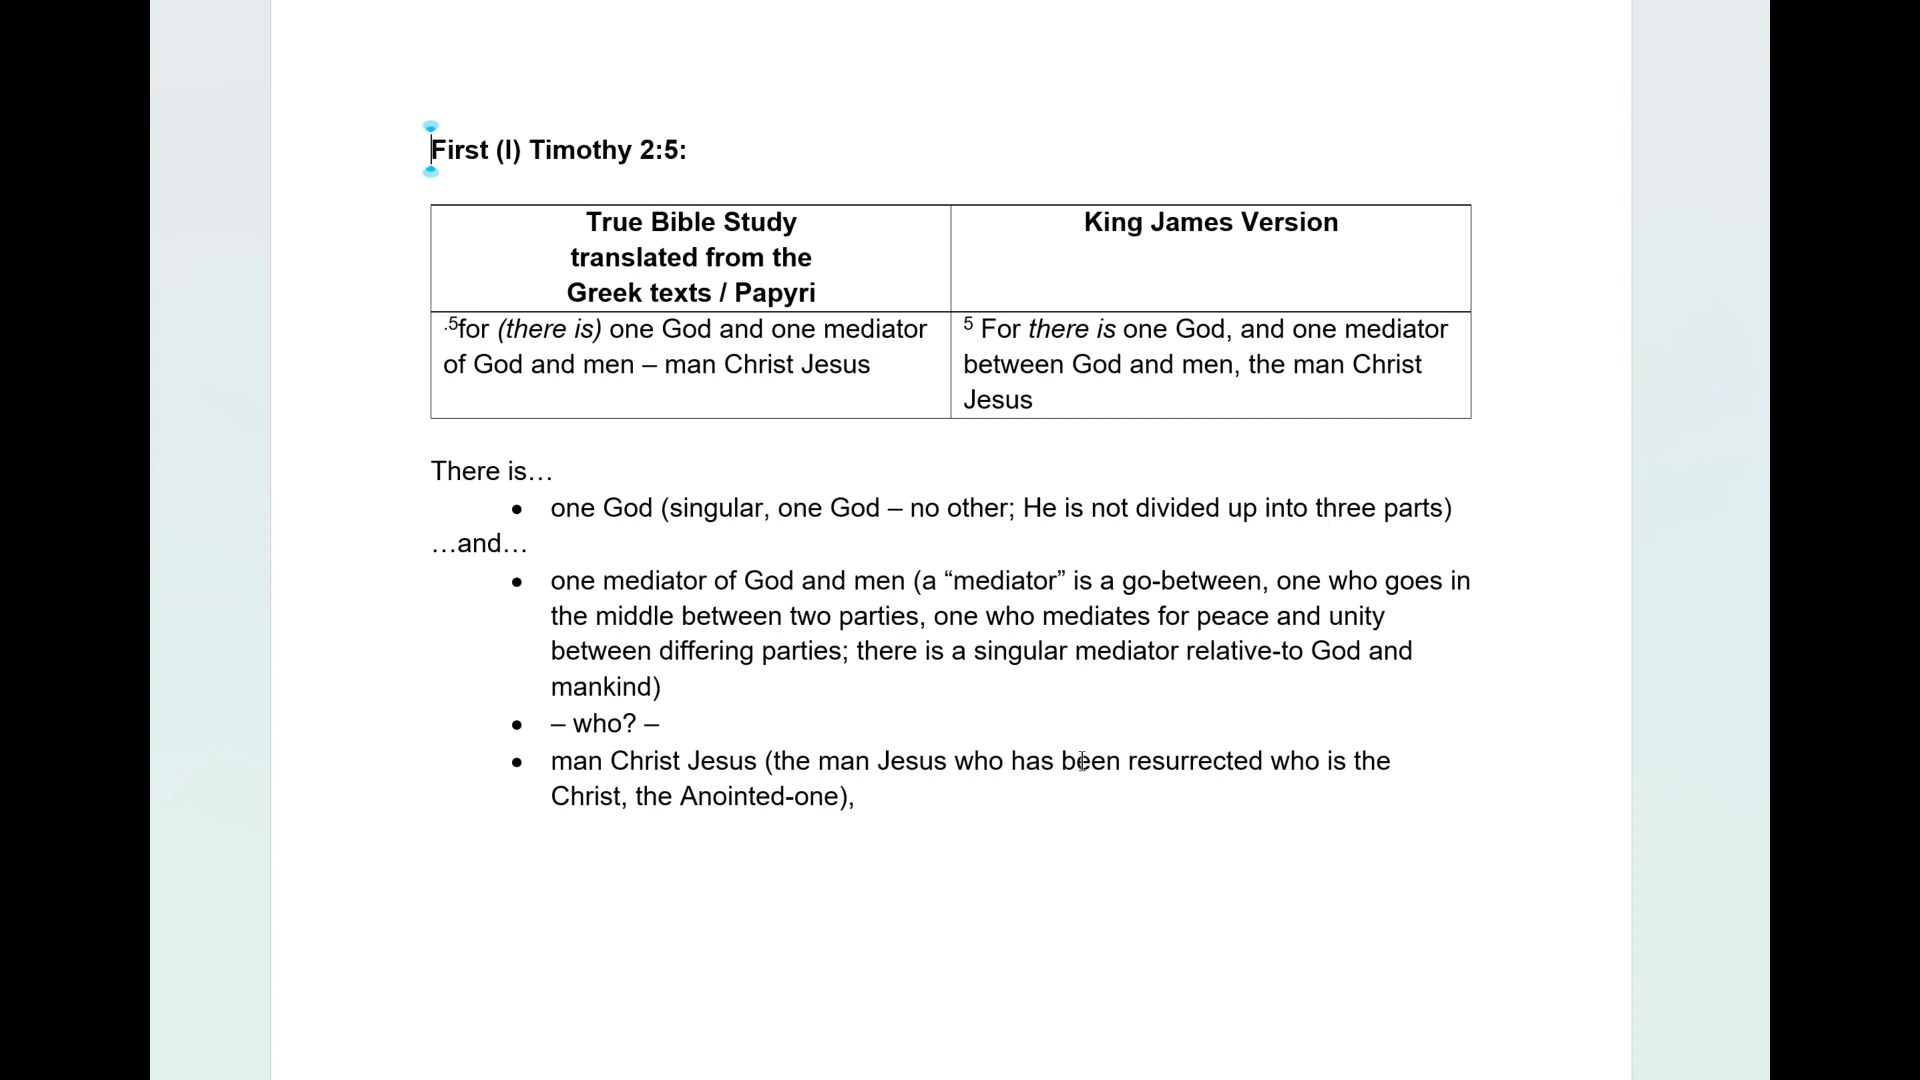 First (I) Timothy 2:5:
True Bible Study
translated from the
Greek texts / Papyri
King James Version
.5for (there is) one God and one mediator
of God and men – man Christ Jesus
5 For there is one God, and one mediator
between God and men, the man Christ
Jesus
There is…
• one God (singular, one God – no other; He is not divided up into three parts)
…and…
• one mediator of God and men (a “mediator” is a go-between, one who goes in
the middle between two parties, one who mediates for peace and unity
between differing parties; there is a singular mediator relative-to God and
mankind)
• – who? –
• man Christ Jesus (the man Jesus who has been resurrected who is the
Christ, the Anointed-one),